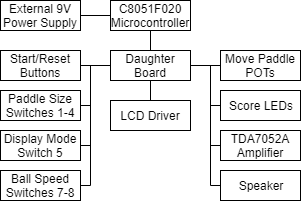 External 9V
Power Supply
C8051F020
Microcontroller
Start/Reset
Buttons
Daughter
Board
Move Paddle
POTs
Paddle Size
Switches 1-4
LCD Driver
Score LEDs
Display Mode
Switch 5
TDA7052A
Amplifier
Ball Speed
Switches 7-8
Speaker